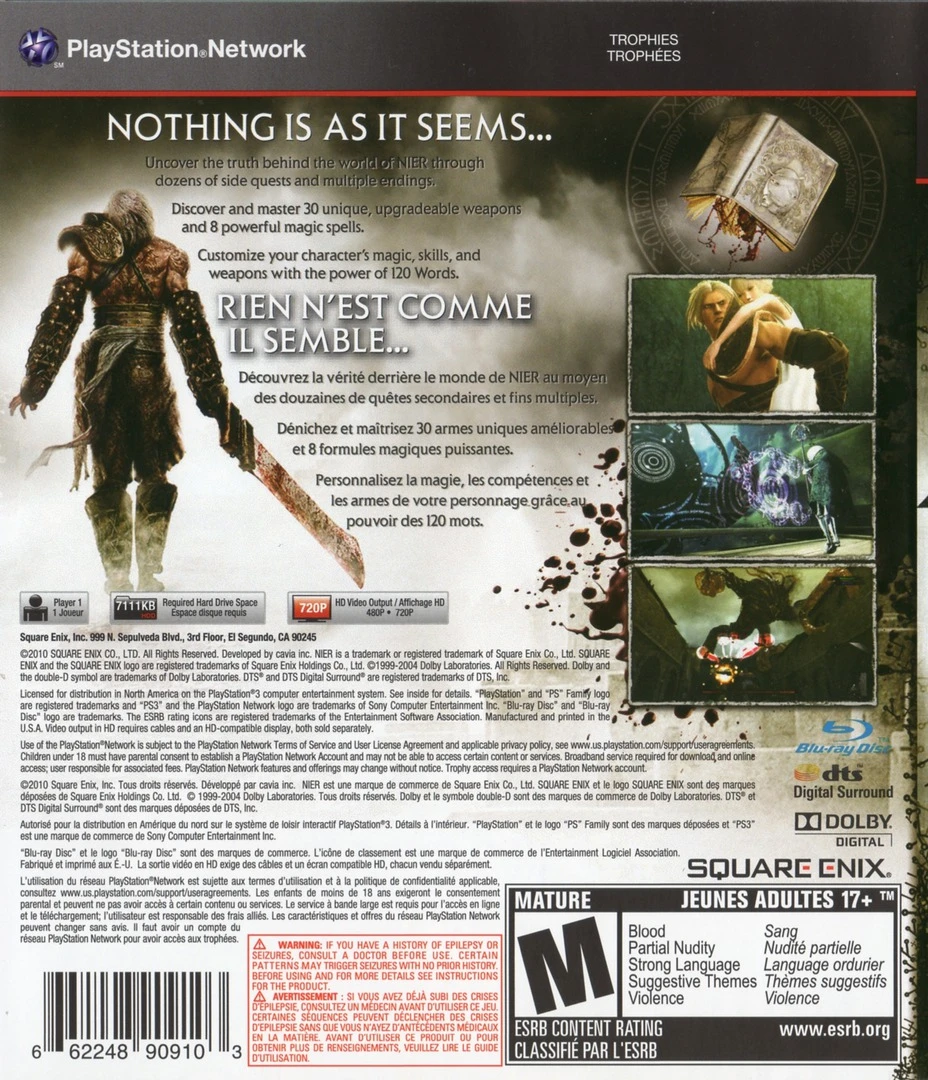 PlayStation®Network
SM
TROPHIES
TROPHÉES
NOTHING IS AS IT SEEMS...
Uncover the truth behind the world of NIER through
dozens of side quests and multiple endings.
Discover and master 30 unique, upgradeable weapons
and 8 powerful magic spells.
Customize your character's magic, skills, and
weapons with the power of 120 Words.
RIEN N'EST COMME
IL SEMBLE...
Découvrez la vérité derrière le monde de NIER au moyen
des douzaines de quêtes secondaires et fins multiples.
Dénichez et maîtrisez 30 armes uniques améliorables
et 8 formules magiques puissantes.
Personnalisez la magie, les compétences et
les armes de votre personnage grâce au
pouvoir des 120 mots.
Player 1
1 Joueur
7111KB
HDD
Required Hard Drive Space
Espace disque requis
720P
HD Video Output / Affichage HD
480P • 720P
Square Enix, Inc. 999 N. Sepulveda Blvd., 3rd Floor, El Segundo, CA 90245
©2010 SQUARE ENIX CO., LTD. All Rights Reserved. Developed by cavia inc. NIER is a trademark or registered trademark of Square Enix Co., Ltd. SQUARE
ENIX and the SQUARE ENIX logo are registered trademarks of Square Enix Holdings Co., Ltd. ©1999-2004 Dolby Laboratories. All Rights Reserved. Dolby and
the double-D symbol are trademarks of Dolby Laboratories. DTS® and DTS Digital Surround® are registered trademarks of DTS, Inc.
Licensed for distribution in North America on the PlayStation®3 computer entertainment system. See inside for details. "PlayStation" and "PS" Family logo
are registered trademarks and "PS3" and the PlayStation Network logo are trademarks of Sony Computer Entertainment Inc. "Blu-ray Disc" and "Blu-ray
Disc" logo are trademarks. The ESRB rating icons are registered trademarks of the Entertainment Software Association. Manufactured and printed in the
U.S.A. Video output in HD requires cables and an HD-compatible display, both sold separately.
Use of the PlayStation®Network is subject to the PlayStation Network Terms of Service and User License Agreement and applicable privacy policy, see www.us.playstation.com/support/useragreements.
Children under 18 must have parental consent to establish a PlayStation Network Account and may not be able to access certain content or services. Broadband service required for download and online
access; user responsible for associated fees. PlayStation Network features and offerings may change without notice. Trophy access requires a PlayStation Network account.
©2010 Square Enix, Inc. Tous droits réservés. Développé par cavic inc. NIER est une marque de commerce de Square Enix Co., Ltd. SQUARE ENIX et le logo SQUARE ENIX sont des marques
déposées de Square Enix Holdings Co. Ltd. © 1999-2004 Dolby Laboratories. Tous droits réservés. Dolby et le symbole double-D sont des marques de commerce de Dolby Laboratories. DTS® et
DTS Digital Surround® sont des marques déposées de DTS, Inc.
Autorisé pour la distribution en Amérique du nord sur le système de loisir interactif PlayStation®3. Détails à l'intérieur. "PlayStation" et le logo "PS" Family sont des marques déposées et "PS3"
est une marque de commerce de Sony Computer Entertainment Inc.
"Blu-ray Disc" et le logo "Blu-ray Disc" sont des marques de commerce. L'icône de classement est une marque de commerce de l'Entertainment Logiciel Association.
Fabriqué et imprimé aux É.-U. La sortie vidéo en HD exige des câbles et un écran compatible HD, chacun vendu séparément.
L'utilisation du réseau PlayStation®Network est sujette aux termes d'utilisation et à la politique de confidentialité applicable,
consultez www.us.playstation.com/support/useragreements. Les enfants de moins de 18 ans exigeront le consentement
parental et peuvent ne pas avoir accès à certain contenu ou services. Le service à bande large est requis pour l'accès en ligne
et le téléchargement; l'utilisateur est responsable des frais alliés. Les caractéristiques et offres du réseau PlayStation Network
peuvent changer sans avis. Il faut avoir un compte du
réseau PlayStation Network pour avoir accès aux trophées.
Blu-ray Disc
TM
dts
Digital Surround
DOLBY
DIGITAL
SQUARE ENIX®
WARNING: IF YOU HAVE A HISTORY OF EPILEPSY OR
SEIZURES, CONSULT A DOCTOR BEFORE USE. CERTAIN
PATTERNS MAY TRIGGER SEIZURES WITH NO PRIOR HISTORY.
BEFORE USING AND FOR MORE DETAILS SEE INSTRUCTIONS
FOR THE PRODUCT.
AVERTISSEMENT : SI VOUS AVEZ DÉJÀ SUBI DES CRISES
D'ÉPILEPSIE, CONSULTEZ UN MÉDECIN AVANT D'UTILISER CE JEU.
CERTAINES SÉQUENCES PEUVENT DÉCLENCHER DES CRISES
D'ÉPILEPSIE SANS QUE VOUS N'AYEZ D'ANTÉCÉDENTS MÉDICAUX
EN LA MATIÈRE. AVANT D'UTILISER CE PRODUIT OU POUR
OBTENIR PLUS DE RENSEIGNEMENTS, VEUILLEZ LIRE LE GUIDE
D'UTILISATION.
6 62248 90910 3
MATURE
JEUNES ADULTES 17+ ™
M
Blood
Partial Nudity
Strong Language
Suggestive Themes
Violence
Sang
Nudité partielle
Language ordurier
Thèmes suggestifs
Violence
ESRB CONTENT RATING
www.esrb.org
CLASSIFIÉ PAR L'ESRB